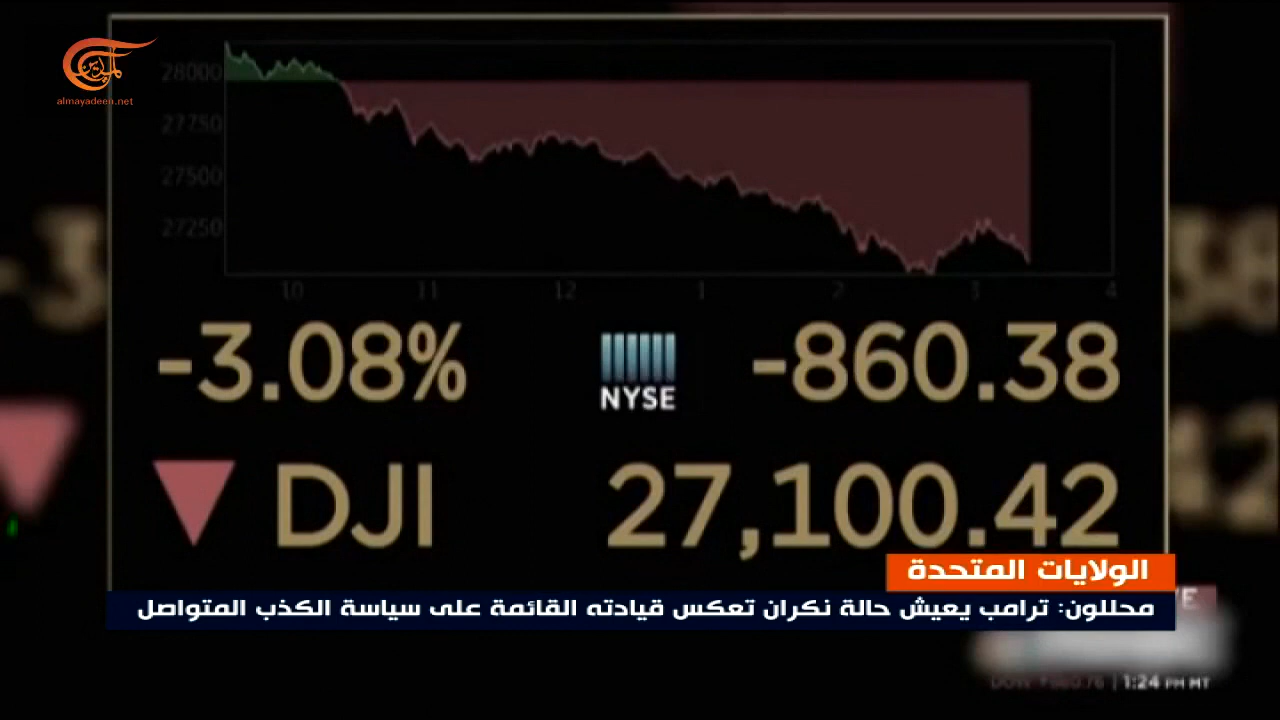 الميادين
almayadeen.net
28000
27750
27500
27250
10 11 12 1 2 3 4
-3.08% NYSE -860.38
DJI 27,100.42
الولايات المتحدة
محللون: ترامب يعيش حالة نكران تعكس قيادته القائمة على سياسة الكذب المتواصل
1:24 PM MT